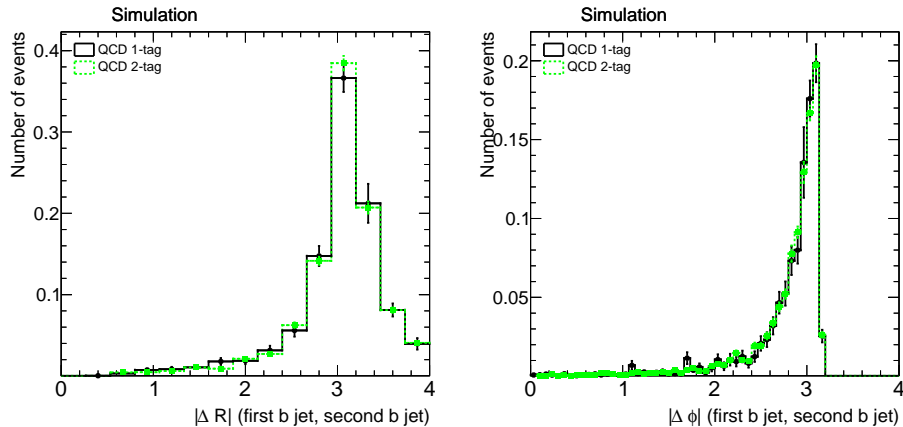 Simulation
Number of events
QCD 1-tag
QCD 2-tag
0.4
0.3
0.2
0.1
0 1 2 3 4
|Δ R| (first b jet, second b jet)
Simulation
Number of events
QCD 1-tag
QCD 2-tag
0.2
0.15
0.1
0.05
0 1 2 3 4
|Δ ϕ| (first b jet, second b jet)